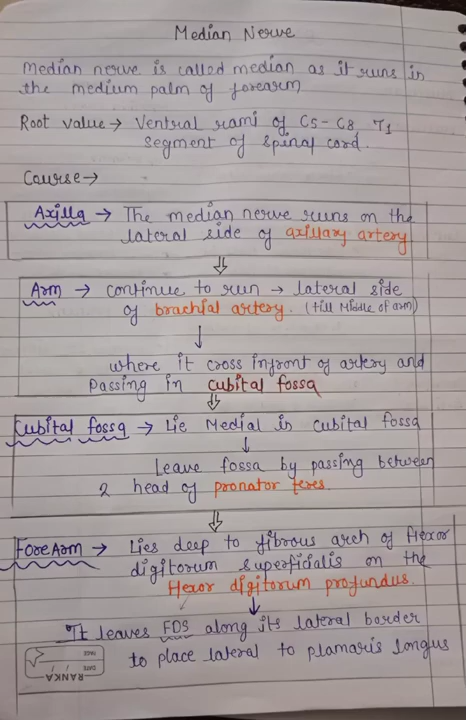 Median Nerve
Median nerve is called median as it runs in
the medium palm of forearm
Root value → Ventral rami of C5-C8, T1
segment of spinal cord.
Course →
Axilla → The median nerve runs on the
lateral side of axillary artery
⇓
Arm → continue to run → lateral side
of brachial artery. (till Middle of arm)
↓
where it cross infront of artery and
passing in cubital fossa
⇓
Cubital fossa → Lie Medial in cubital fossa
↓
Leave fossa by passing between
2 head of pronator teres.
⇓
ForeArm → Lies deep to fibrous arch of flexor
digitorum superficialis on the
flexor digitorum profundus.
↓
It leaves FDS along its lateral border
to place lateral to plamaris longus
RANKA
DATE / /
PAGE